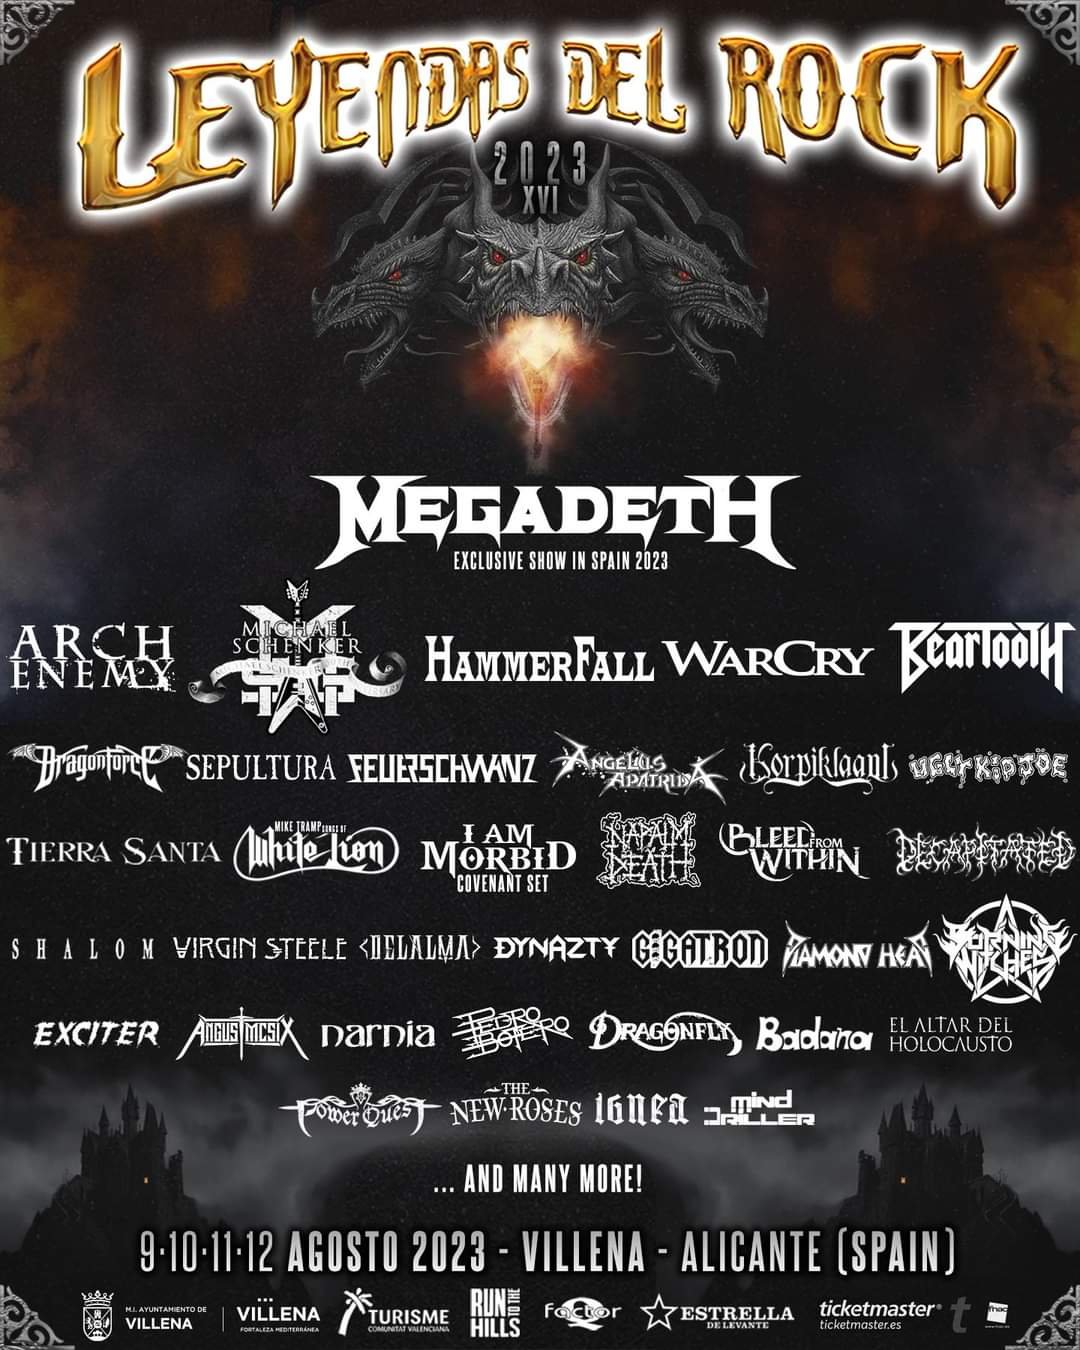 LEYENDAS DEL ROCK
2023
XVI
MEGADETH
EXCLUSIVE SHOW IN SPAIN 2023
ARCH ENEMY
MICHAEL SCHENKER
HAMMERFALL
WARCRY
BEARTOOTH
DRAGONFORCE
SEPULTURA
FEUERSCHWANZ
ANGELUS APATRIDA
KORPIKLAANI
UGLY KID JOE
TIERRA SANTA
MIKE TRAMP SONGS OF
White Lion
I AM MORBID
COVENANT SET
NAPALM DEATH
BLEED FROM WITHIN
DECAPITATED
SHALOM
VIRGIN STEELE
<DELALMA>
DYNAZTY
GIGATRON
DIAMOND HEAD
BURNING WITCHES
EXCITER
ANGUS MCSIX
narnia
PEDRO BOTERO
DRAGONFLY
Badana
EL ALTAR DEL HOLOCAUSTO
POWER QUEST
THE NEW ROSES
IGNEA
MIND DRILLER
... AND MANY MORE!
9·10·11·12 AGOSTO 2023 - VILLENA - ALICANTE (SPAIN)
M.I. AYUNTAMIENTO DE
VILLENA
VILLENA
FORTALEZA MEDITERRÁNEA
TURISME
COMUNITAT VALENCIANA
RUN TO THE HILLS
Factor
ESTRELLA
DE LEVANTE
ticketmaster®
ticketmaster.es
t
fnac